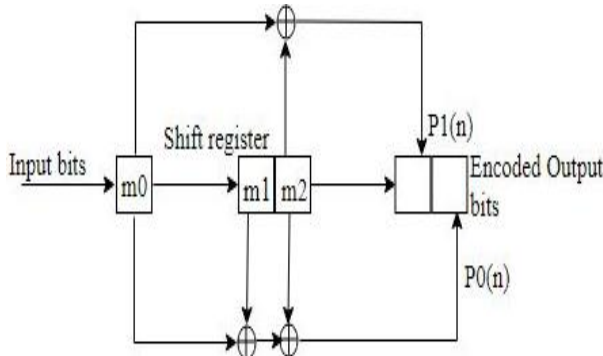 P1(n)
Shift register
Input bits
m0
m1
m2
Encoded Output
bits
P0(n)